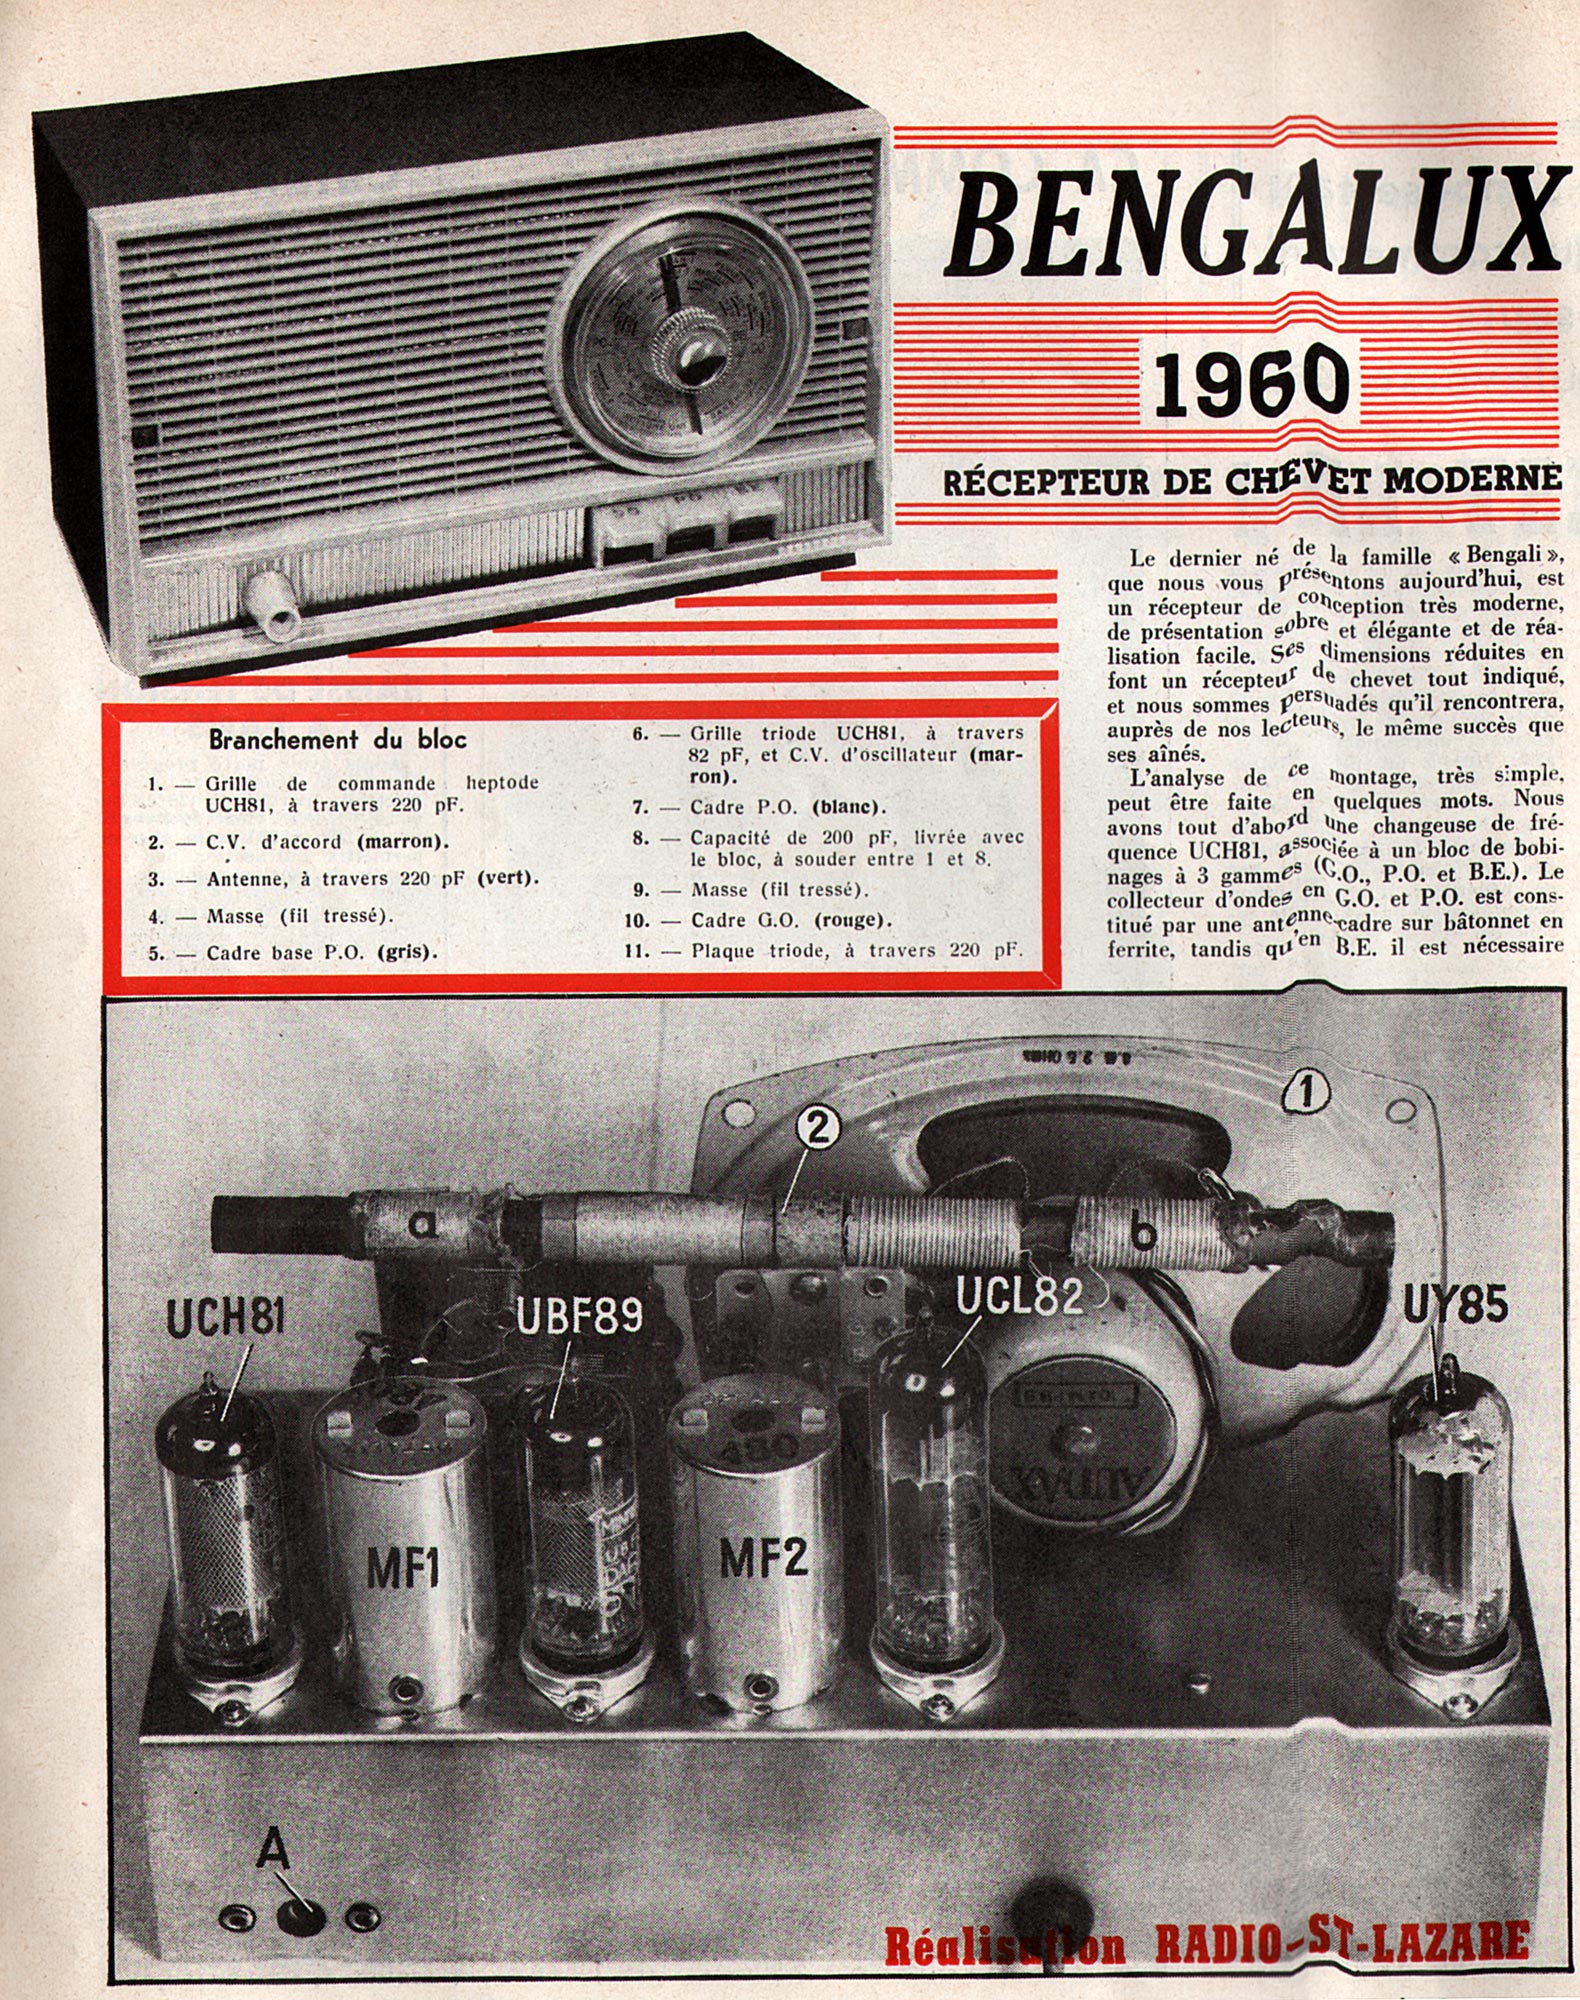 BENGALUX
1960
RÉCEPTEUR DE CHEVET MODERNE
Le dernier né de la famille « Bengali »,
que nous vous présentons aujourd'hui, est
un récepteur de conception très moderne,
de présentation sobre et élégante et de réa-
lisation facile. Ses dimensions réduites en
font un récepteur de chevet tout indiqué,
et nous sommes persuadés qu'il rencontrera,
auprès de nos lecteurs, le même succès que
ses aînés.
L'analyse de ce montage, très simple,
peut être faite en quelques mots. Nous
avons tout d'abord une changeuse de fré-
quence UCH81, associée à un bloc de bobi-
nages à 3 gammes (G.O., P.O. et B.E.). Le
collecteur d'ondes en G.O. et P.O. est cons-
titué par une antenne-cadre sur bâtonnet en
ferrite, tandis qu'en B.E. il est nécessaire
Branchement du bloc
1. — Grille de commande heptode
UCH81, à travers 220 pF.
2. — C.V. d'accord (marron).
3. — Antenne, à travers 220 pF (vert).
4. — Masse (fil tressé).
5. — Cadre base P.O. (gris).
6. — Grille triode UCH81, à travers
82 pF, et C.V. d'oscillateur (mar-
ron).
7. — Cadre P.O. (blanc).
8. — Capacité de 200 pF, livrée avec
le bloc, à souder entre 1 et 8.
9. — Masse (fil tressé).
10. — Cadre G.O. (rouge).
11. — Plaque triode, à travers 220 pF.
2.5 OHMS
1
2
a
b
UCH81
UBF89
UCL82
UY85
OREGA
AUDAX
MF1
MF2
A
Réalisation RADIO-ST-LAZARE